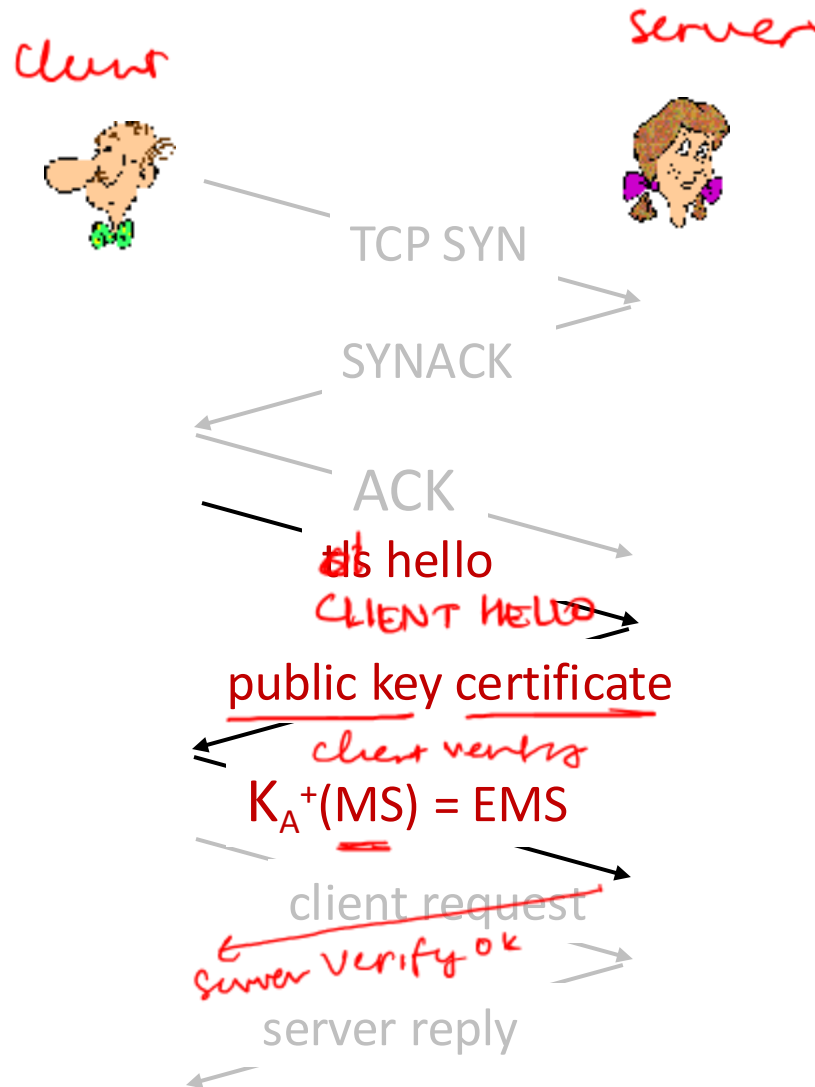 Client
Server
TCP SYN
SYNACK
ACK
tls hello
CLIENT HELLO
public key certificate
client verify
K_A⁺(MS) = EMS
client request
server verify ok
server reply